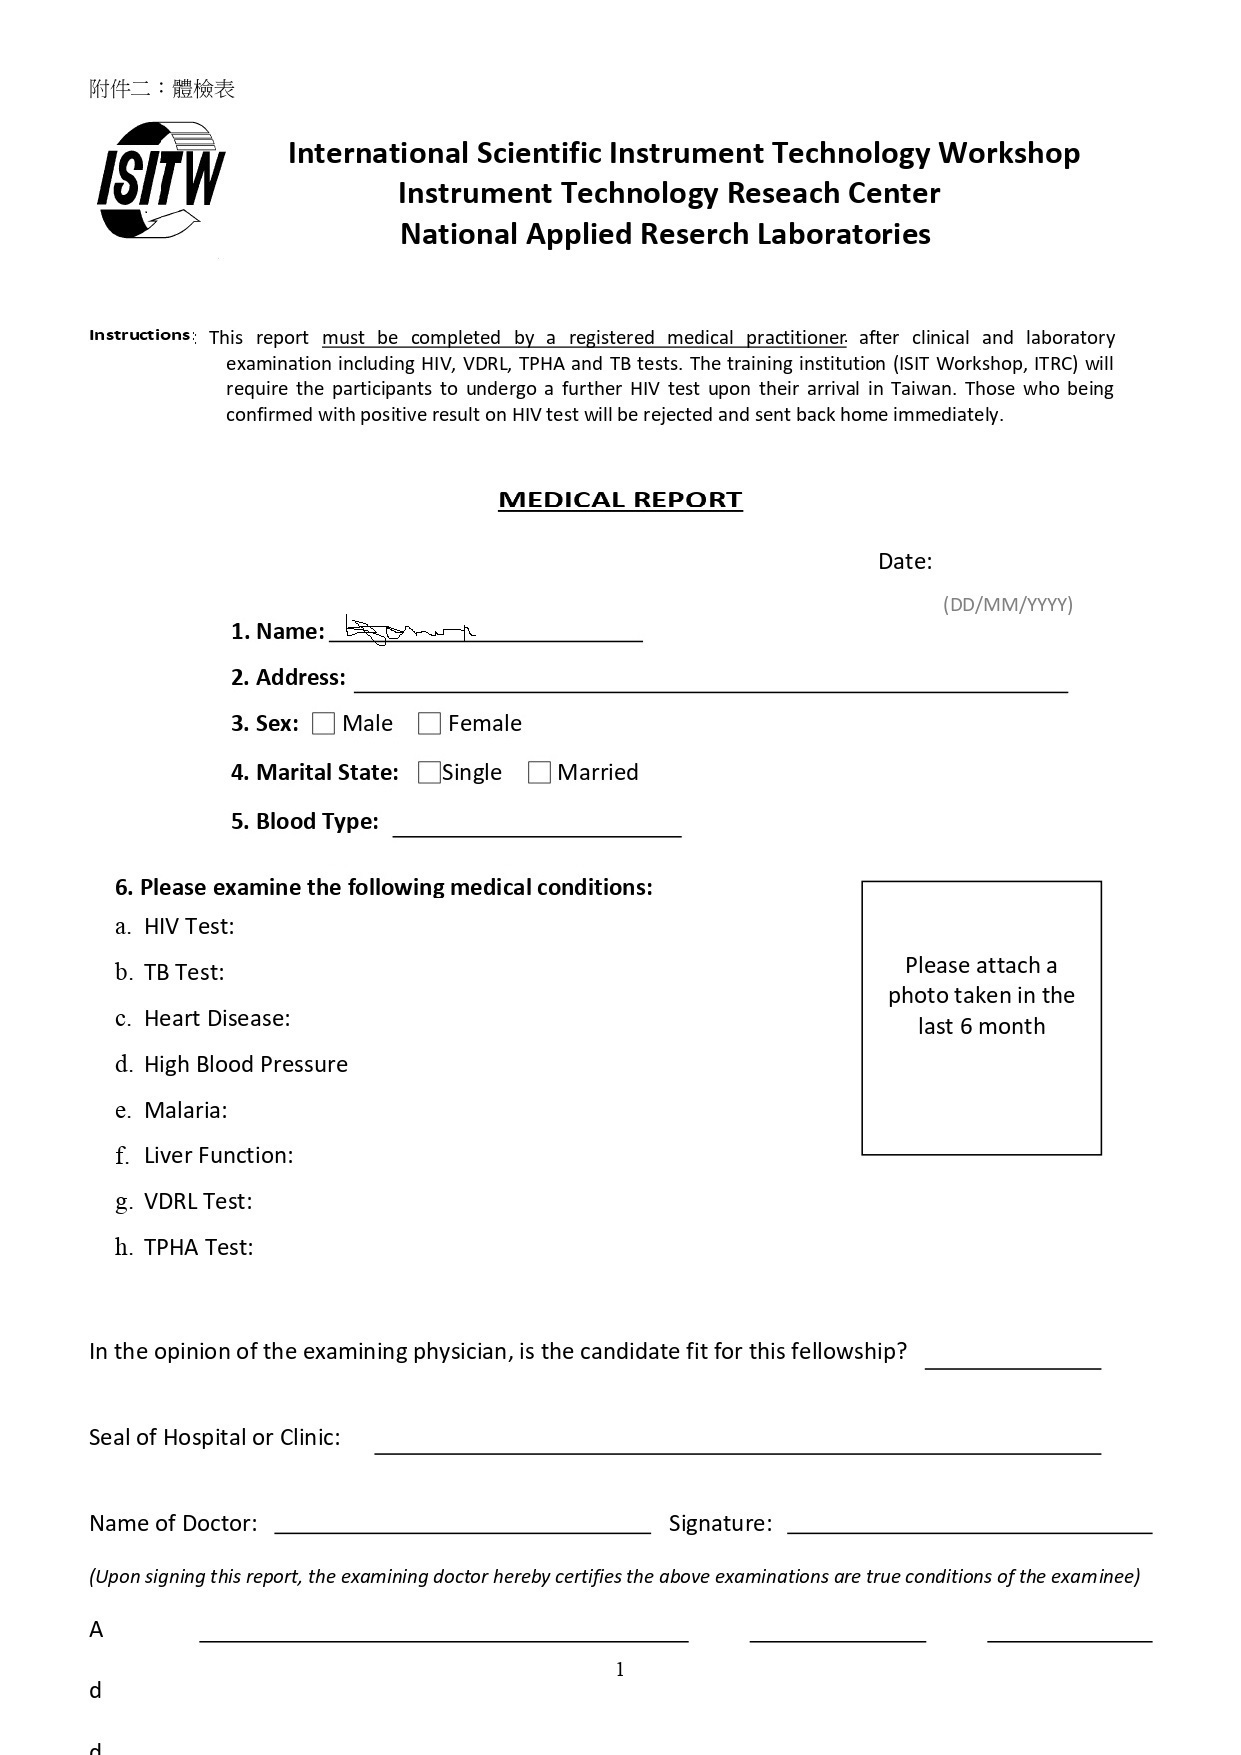 附件二：體檢表
ISITW
International Scientific Instrument Technology Workshop
Instrument Technology Reseach Center
National Applied Reserch Laboratories
Instructions: This report must be completed by a registered medical practitioner after clinical and laboratory
examination including HIV, VDRL, TPHA and TB tests. The training institution (ISIT Workshop, ITRC) will
require the participants to undergo a further HIV test upon their arrival in Taiwan. Those who being
confirmed with positive result on HIV test will be rejected and sent back home immediately.
MEDICAL REPORT
Date:
(DD/MM/YYYY)
1. Name:
2. Address:
3. Sex: Male Female
4. Marital State: Single Married
5. Blood Type:
6. Please examine the following medical conditions:
a. HIV Test:
b. TB Test:
c. Heart Disease:
d. High Blood Pressure
e. Malaria:
f. Liver Function:
g. VDRL Test:
h. TPHA Test:
Please attach a
photo taken in the
last 6 month
In the opinion of the examining physician, is the candidate fit for this fellowship?
Seal of Hospital or Clinic:
Name of Doctor: Signature:
(Upon signing this report, the examining doctor hereby certifies the above examinations are true conditions of the examinee)
A
1
d
d